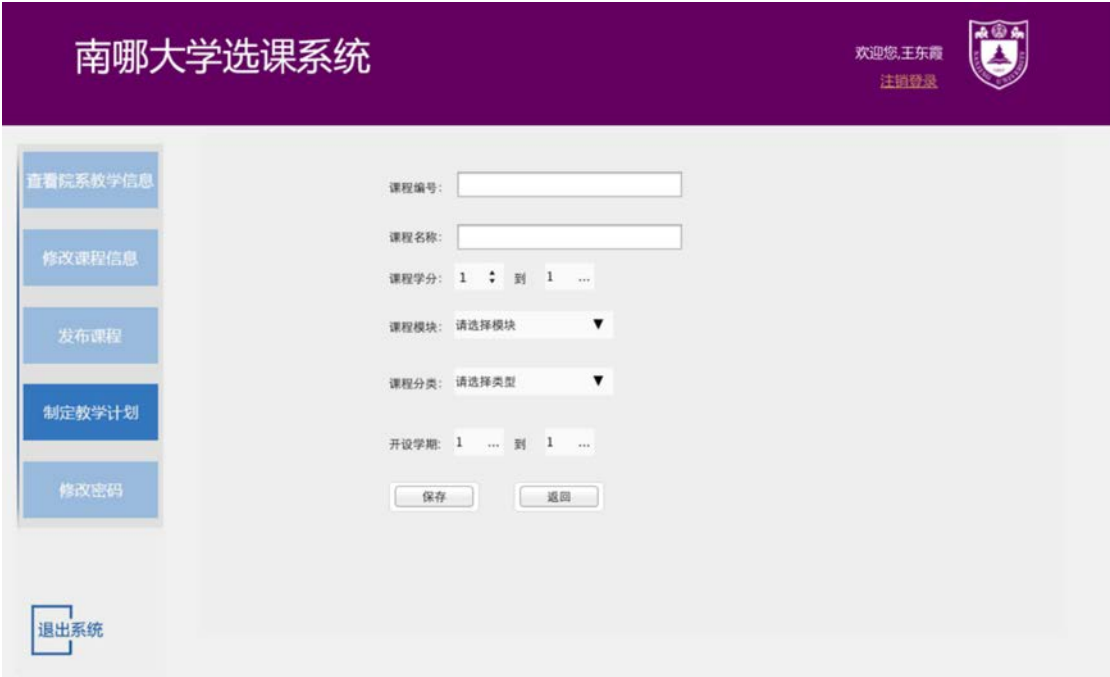 南哪大学选课系统
欢迎您,王东霞
注销登录
查看院系教学信息
修改课程信息
发布课程
制定教学计划
修改密码
退出系统
课程编号:
课程名称:
课程学分: 1 到 1 ...
课程模块: 请选择模块 ▼
课程分类: 请选择类型 ▼
开设学期: 1 ... 到 1 ...
保存 返回